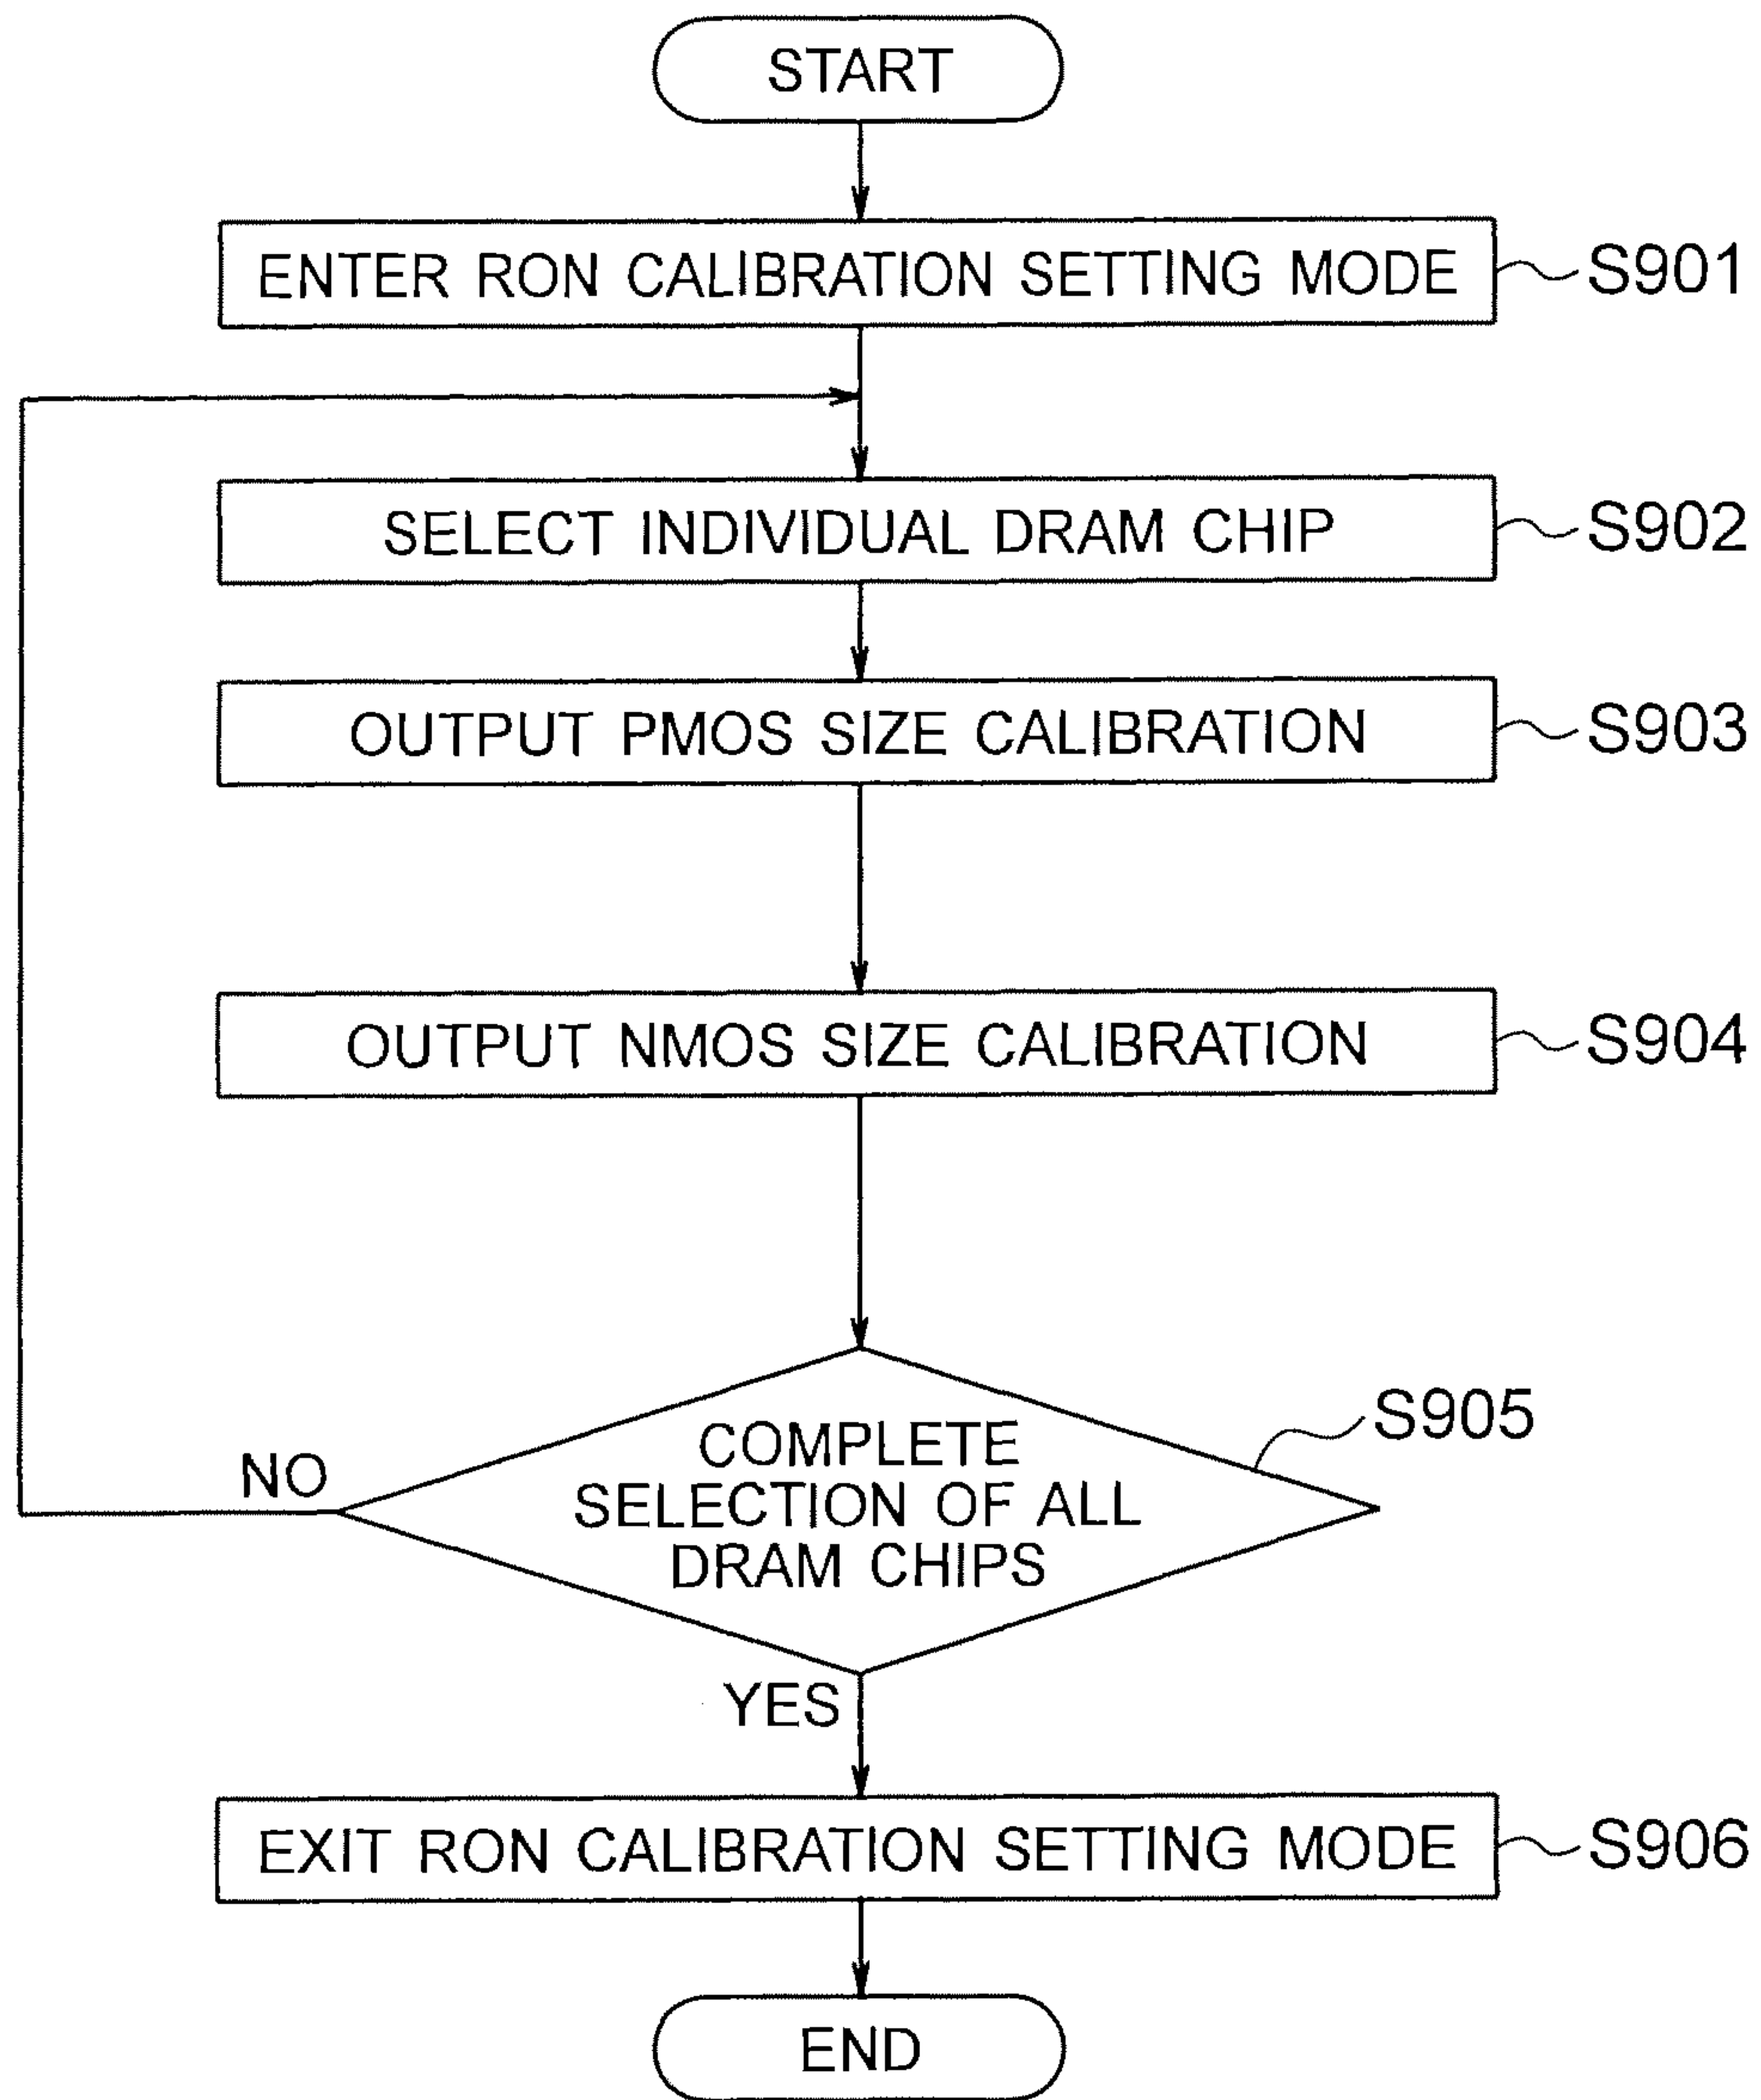 START
ENTER RON CALIBRATION SETTING MODE
S901
SELECT INDIVIDUAL DRAM CHIP
S902
OUTPUT PMOS SIZE CALIBRATION
S903
OUTPUT NMOS SIZE CALIBRATION
S904
COMPLETE
SELECTION OF ALL
DRAM CHIPS
S905
NO
YES
EXIT RON CALIBRATION SETTING MODE
S906
END